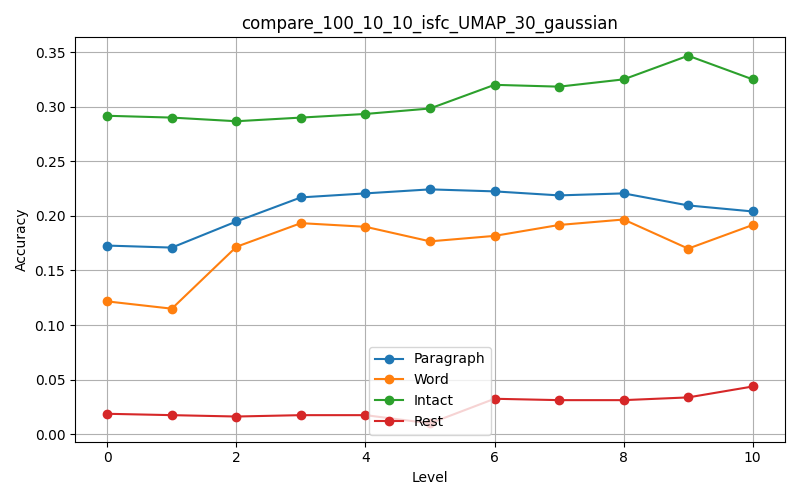 compare_100_10_10_isfc_UMAP_30_gaussian
0.35
0.30
0.25
0.20
0.15
0.10
0.05
0.00
Accuracy
Paragraph
Word
Intact
Rest
0 2 4 6 8 10
Level